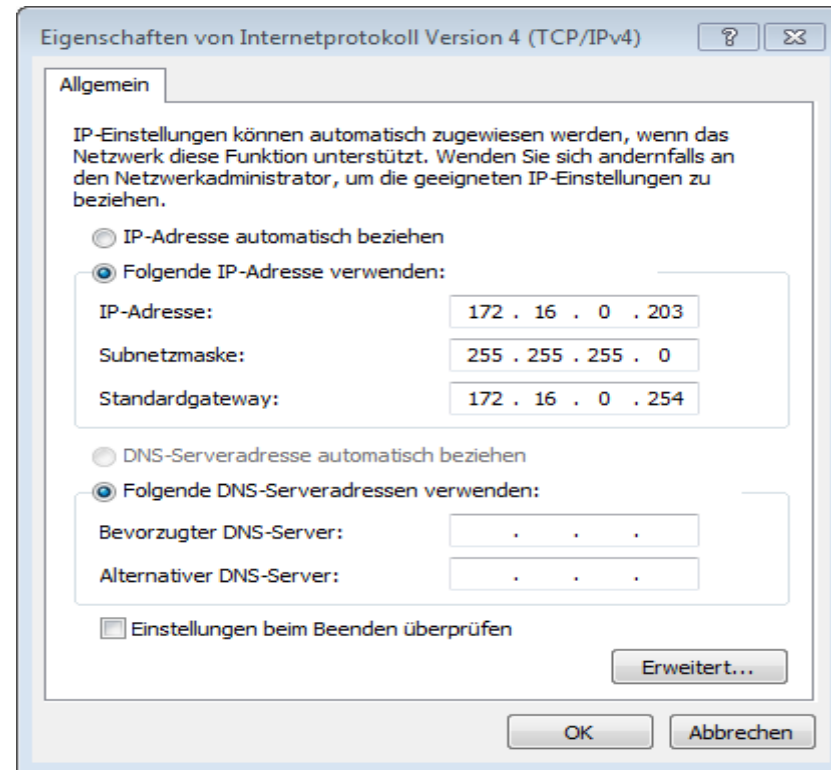 Eigenschaften von Internetprotokoll Version 4 (TCP/IPv4)
Allgemein
IP-Einstellungen können automatisch zugewiesen werden, wenn das
Netzwerk diese Funktion unterstützt. Wenden Sie sich andernfalls an
den Netzwerkadministrator, um die geeigneten IP-Einstellungen zu
beziehen.
IP-Adresse automatisch beziehen
Folgende IP-Adresse verwenden:
IP-Adresse: 172 . 16 . 0 . 203
Subnetzmaske: 255 . 255 . 255 . 0
Standardgateway: 172 . 16 . 0 . 254
DNS-Serveradresse automatisch beziehen
Folgende DNS-Serveradressen verwenden:
Bevorzugter DNS-Server: . . .
Alternativer DNS-Server: . . .
Einstellungen beim Beenden überprüfen
Erweitert...
OK Abbrechen